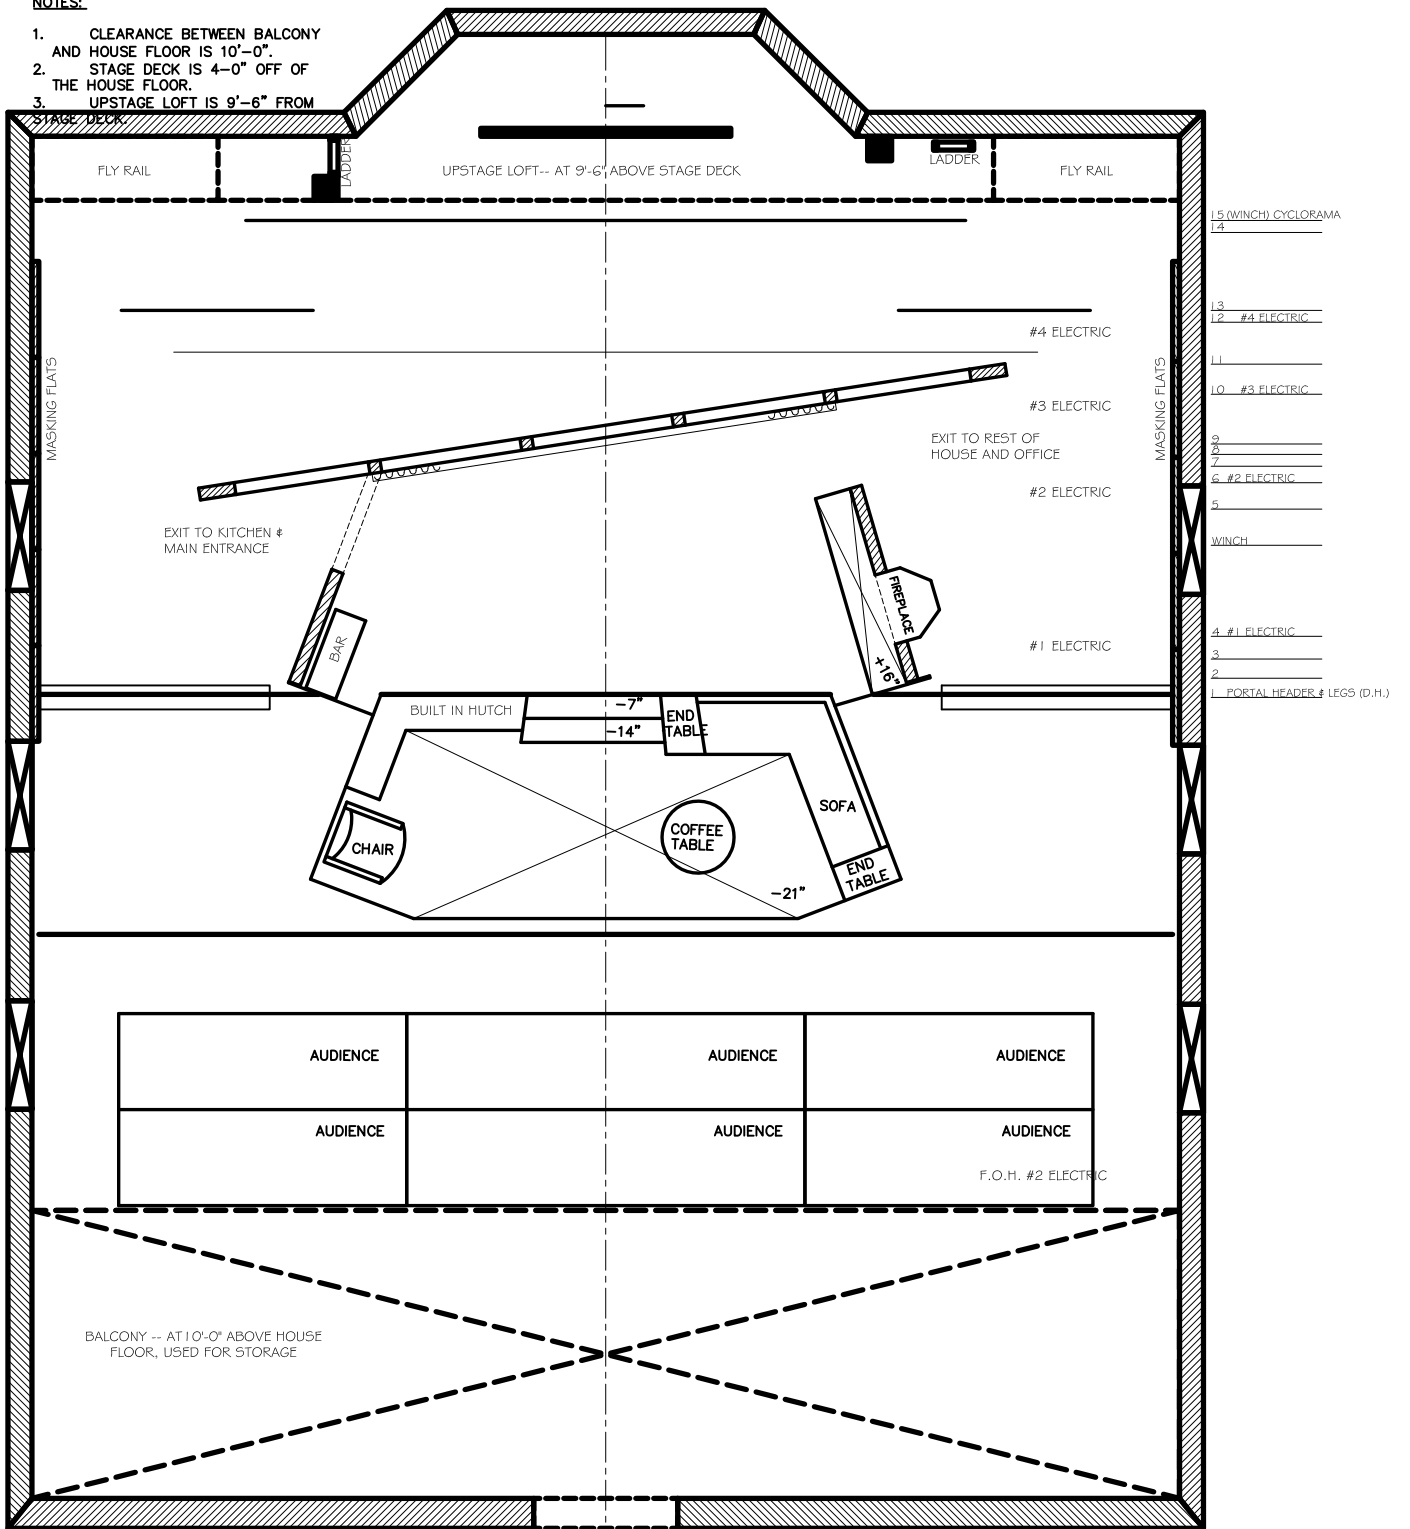 NOTES:
1. CLEARANCE BETWEEN BALCONY
AND HOUSE FLOOR IS 10'-0".
2. STAGE DECK IS 4-0" OFF OF
THE HOUSE FLOOR.
3. UPSTAGE LOFT IS 9'-6" FROM
STAGE DECK.
FLY RAIL
LADDER
UPSTAGE LOFT-- AT 9'-6" ABOVE STAGE DECK
LADDER
FLY RAIL
15 (WINCH) CYCLORAMA
14
13
12 #4 ELECTRIC
11
10 #3 ELECTRIC
9
8
7
6 #2 ELECTRIC
5
WINCH
4 #1 ELECTRIC
3
2
1 PORTAL HEADER & LEGS (D.H.)
MASKING FLATS
MASKING FLATS
#4 ELECTRIC
#3 ELECTRIC
EXIT TO REST OF
HOUSE AND OFFICE
#2 ELECTRIC
EXIT TO KITCHEN &
MAIN ENTRANCE
FIREPLACE
BAR
#1 ELECTRIC
+16"
BUILT IN HUTCH
-7"
-14"
END
TABLE
SOFA
CHAIR
COFFEE
TABLE
END
TABLE
-21"
AUDIENCE
AUDIENCE
AUDIENCE
AUDIENCE
AUDIENCE
AUDIENCE
F.O.H. #2 ELECTRIC
BALCONY -- AT 10'-0" ABOVE HOUSE
FLOOR, USED FOR STORAGE